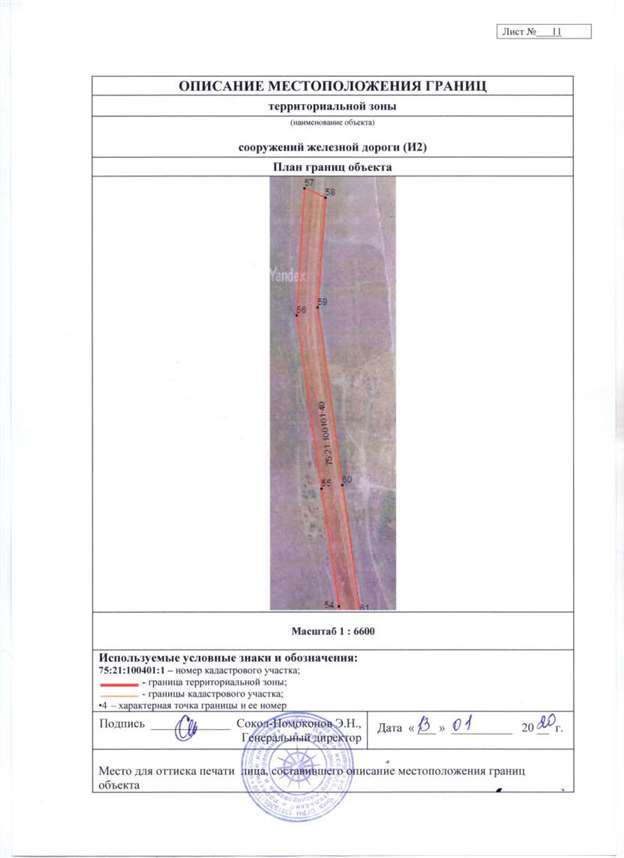 Лист №   11
ОПИСАНИЕ МЕСТОПОЛОЖЕНИЯ ГРАНИЦ
территориальной зоны
(наименование объекта)
сооружений железной дороги (И2)
План границ объекта
57
58
Yandex
59
56
75:21:100101:40
55
60
54
61
Масштаб 1 : 6600
Используемые условные знаки и обозначения:
75:21:100401:1 – номер кадастрового участка;
- граница территориальной зоны;
- границы кадастрового участка;
•4 – характерная точка границы и ее номер
Подпись Сокол-Номоконов Э.Н.,
Генеральный директор
Дата «13» 01 2020 г.
Место для оттиска печати лица, составившего описание местоположения границ
объекта